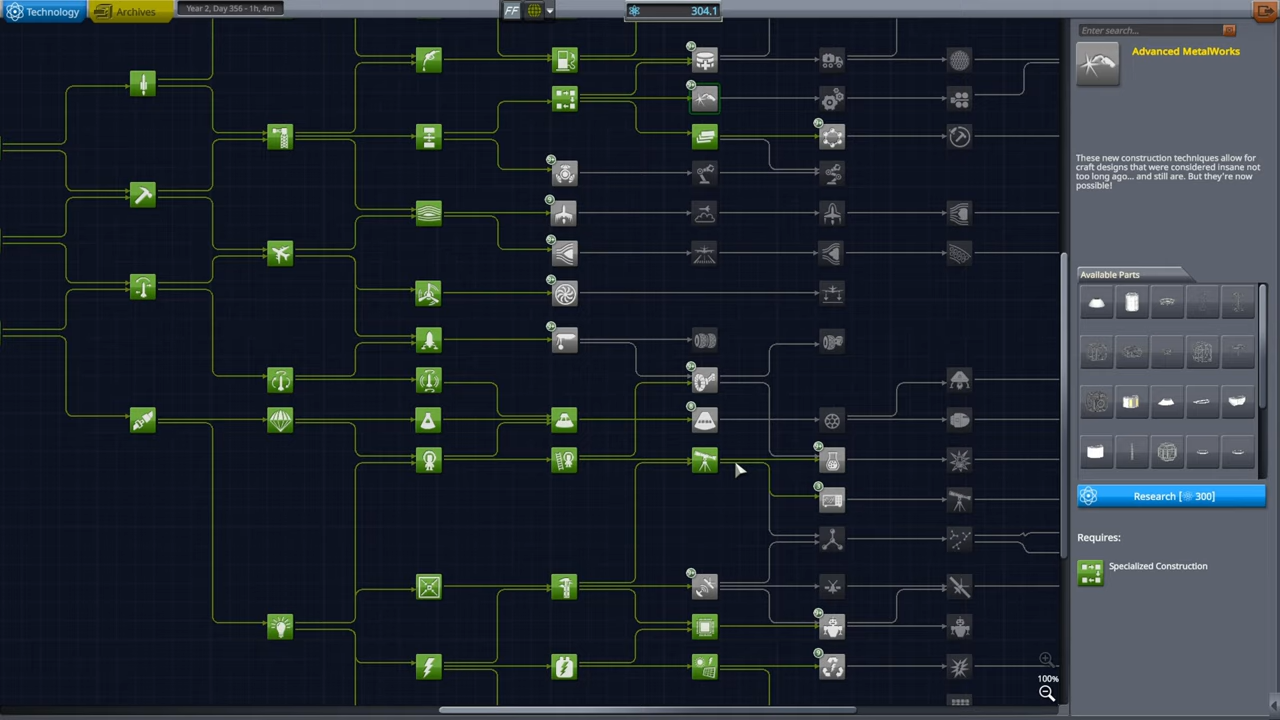 Technology
Archives
Year 2, Day 356 - 1h, 4m
FF
304.1
Enter search...
Advanced MetalWorks
These new construction techniques allow for
craft designs that were considered insane not
too long ago... and still are. But they're now
possible!
Available Parts
Research [ 300]
Requires:
Specialized Construction
100%